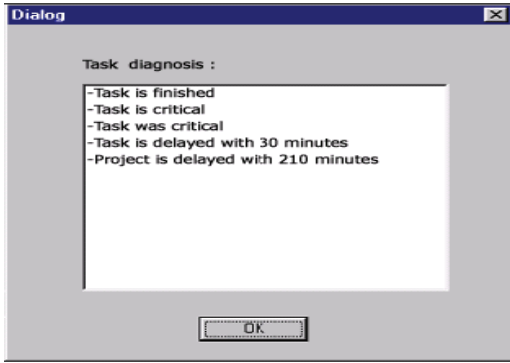 Dialog
Task diagnosis :
-Task is finished
-Task is critical
-Task was critical
-Task is delayed with 30 minutes
-Project is delayed with 210 minutes
OK